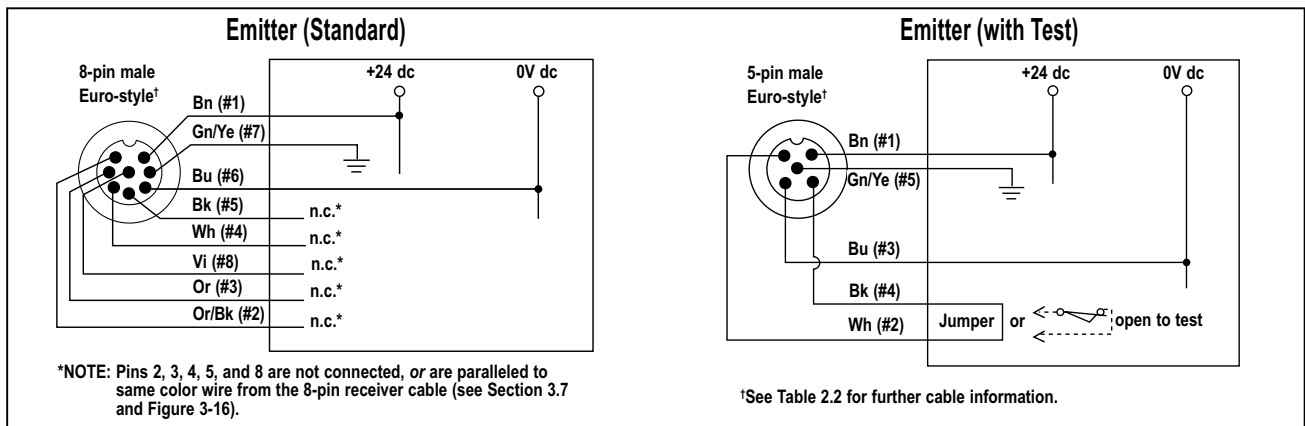 Emitter (Standard)
8-pin male
Euro-style†
+24 dc
0V dc
Bn (#1)
Gn/Ye (#7)
Bu (#6)
Bk (#5)
n.c.*
Wh (#4)
n.c.*
Vi (#8)
n.c.*
Or (#3)
n.c.*
Or/Bk (#2)
n.c.*
*NOTE: Pins 2, 3, 4, 5, and 8 are not connected, or are paralleled to
same color wire from the 8-pin receiver cable (see Section 3.7
and Figure 3-16).
Emitter (with Test)
5-pin male
Euro-style†
+24 dc
0V dc
Bn (#1)
Gn/Ye (#5)
Bu (#3)
Bk (#4)
Wh (#2)
Jumper
or
open to test
†See Table 2.2 for further cable information.